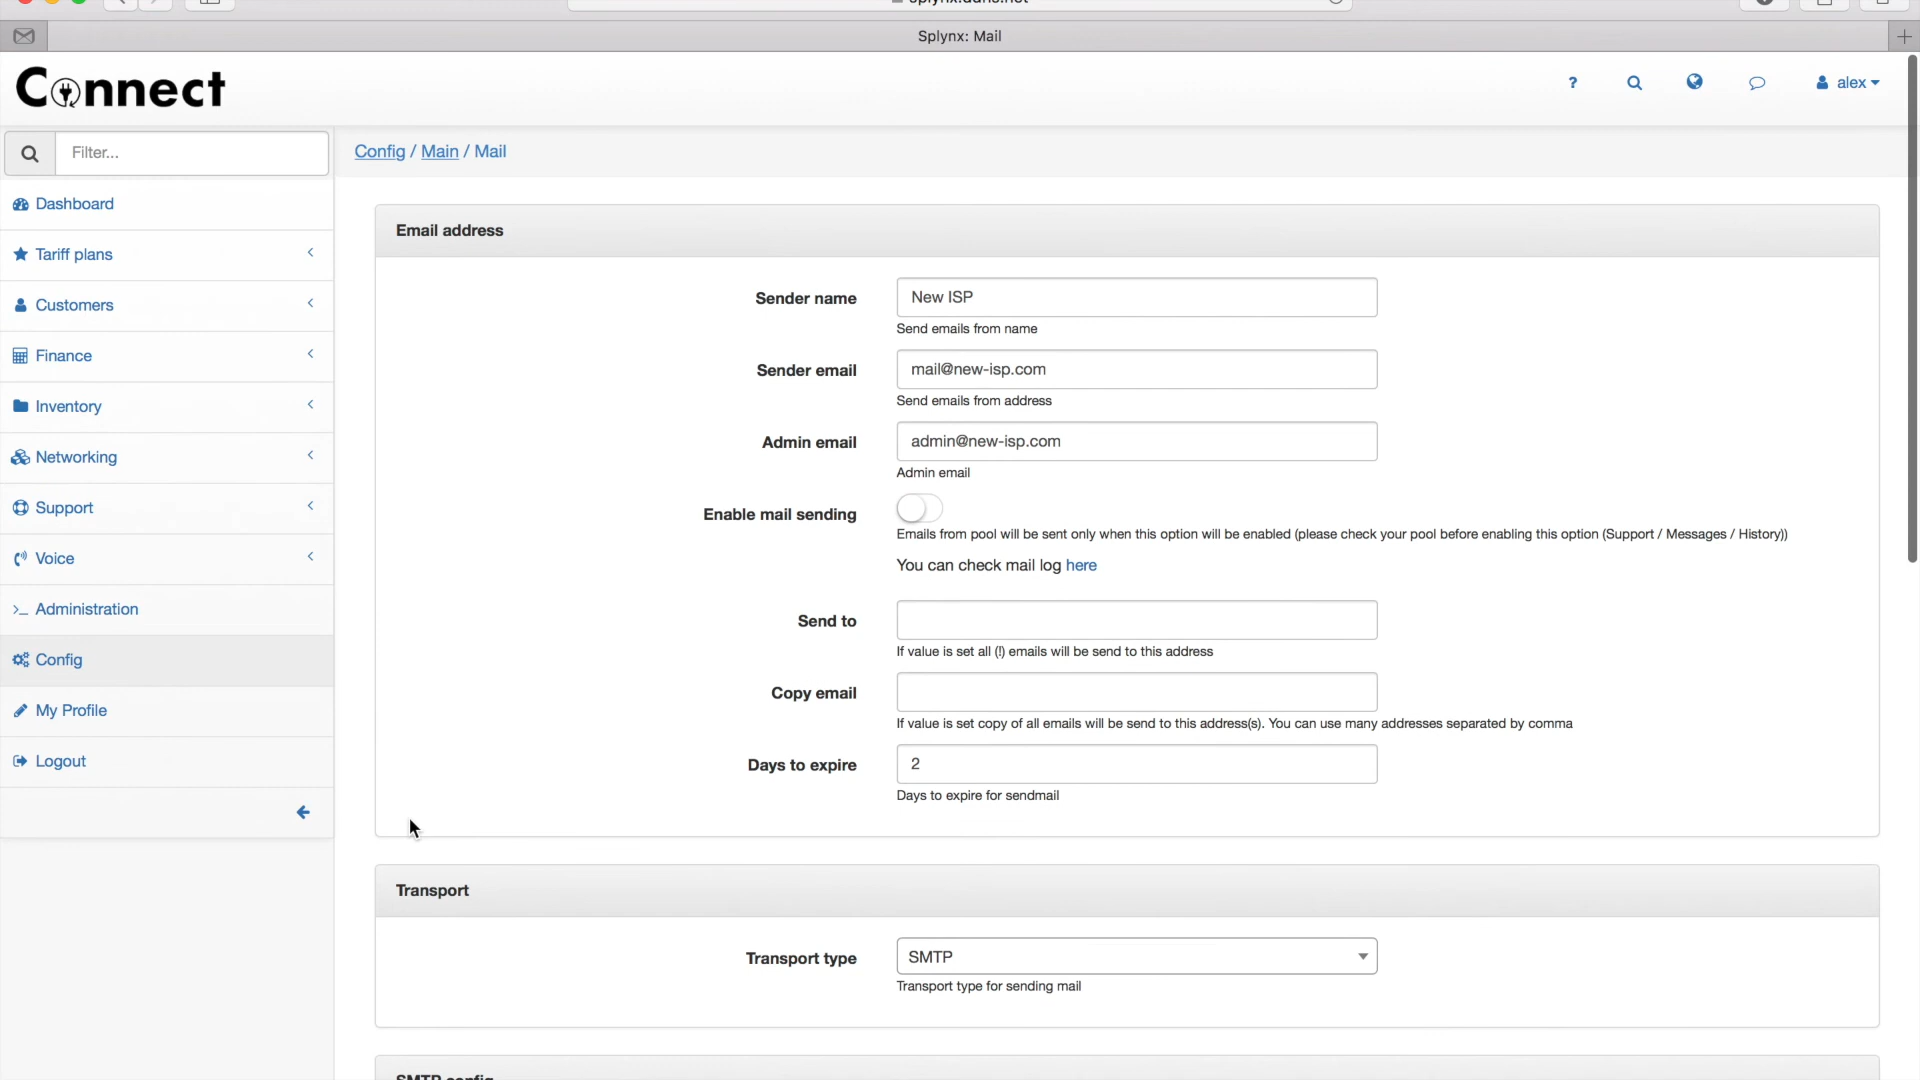 Splynx: Mail
Connect
?
alex
Filter...
Config / Main / Mail
Dashboard
Tariff plans
Customers
Finance
Inventory
Networking
Support
Voice
Administration
Config
My Profile
Logout
Email address
Sender name
New ISP
Send emails from name
Sender email
mail@new-isp.com
Send emails from address
Admin email
admin@new-isp.com
Admin email
Enable mail sending
Emails from pool will be sent only when this option will be enabled (please check your pool before enabling this option (Support / Messages / History))
You can check mail log here
Send to
If value is set all (!) emails will be send to this address
Copy email
If value is set copy of all emails will be send to this address(s). You can use many addresses separated by comma
Days to expire
2
Days to expire for sendmail
Transport
Transport type
SMTP
Transport type for sending mail
SMTP config